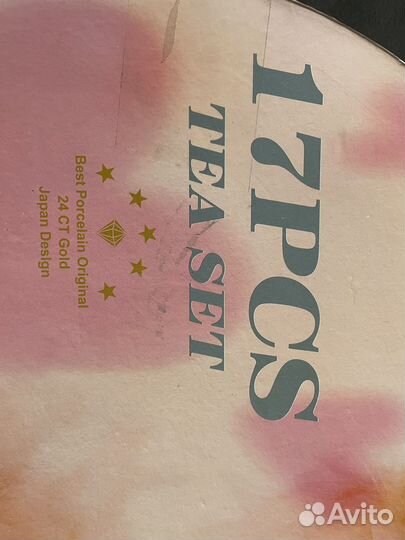 17PCS
TEA SET
Best Porcelain Original
24 CT Gold
Japan Design
Avito